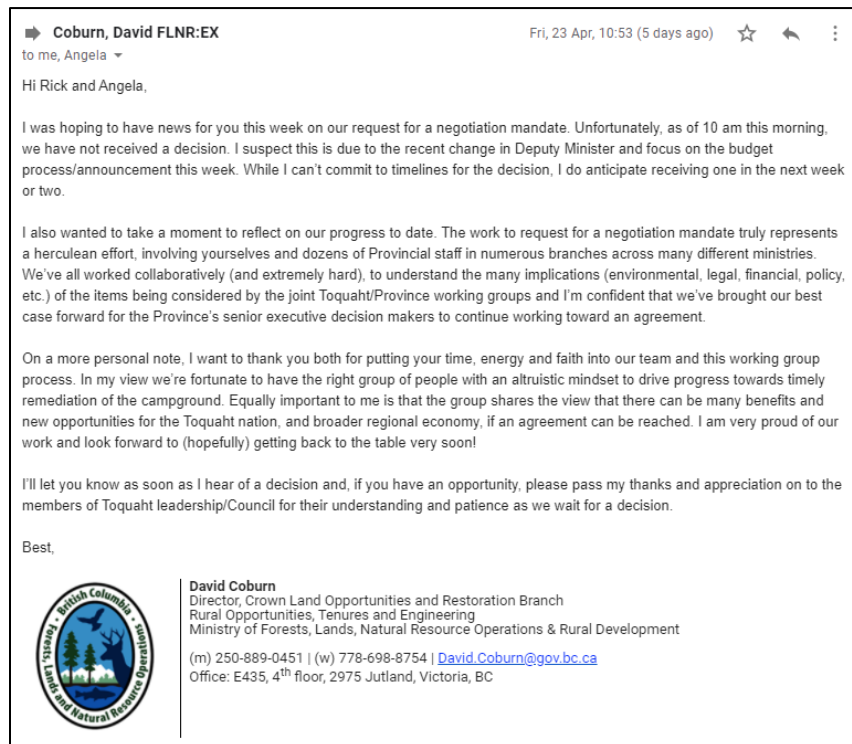 Coburn, David FLNR:EX
Fri, 23 Apr, 10:53 (5 days ago)
to me, Angela
Hi Rick and Angela,
I was hoping to have news for you this week on our request for a negotiation mandate. Unfortunately, as of 10 am this morning,
we have not received a decision. I suspect this is due to the recent change in Deputy Minister and focus on the budget
process/announcement this week. While I can't commit to timelines for the decision, I do anticipate receiving one in the next week
or two.
I also wanted to take a moment to reflect on our progress to date. The work to request for a negotiation mandate truly represents
a herculean effort, involving yourselves and dozens of Provincial staff in numerous branches across many different ministries.
We've all worked collaboratively (and extremely hard), to understand the many implications (environmental, legal, financial, policy,
etc.) of the items being considered by the joint Toquaht/Province working groups and I'm confident that we've brought our best
case forward for the Province's senior executive decision makers to continue working toward an agreement.
On a more personal note, I want to thank you both for putting your time, energy and faith into our team and this working group
process. In my view we're fortunate to have the right group of people with an altruistic mindset to drive progress towards timely
remediation of the campground. Equally important to me is that the group shares the view that there can be many benefits and
new opportunities for the Toquaht nation, and broader regional economy, if an agreement can be reached. I am very proud of our
work and look forward to (hopefully) getting back to the table very soon!
I'll let you know as soon as I hear of a decision and, if you have an opportunity, please pass my thanks and appreciation on to the
members of Toquaht leadership/Council for their understanding and patience as we wait for a decision.
Best,
British Columbia
Forests, Lands and Natural Resource Operations
David Coburn
Director, Crown Land Opportunities and Restoration Branch
Rural Opportunities, Tenures and Engineering
Ministry of Forests, Lands, Natural Resource Operations & Rural Development
(m) 250-889-0451 | (w) 778-698-8754 | David.Coburn@gov.bc.ca
Office: E435, 4th floor, 2975 Jutland, Victoria, BC